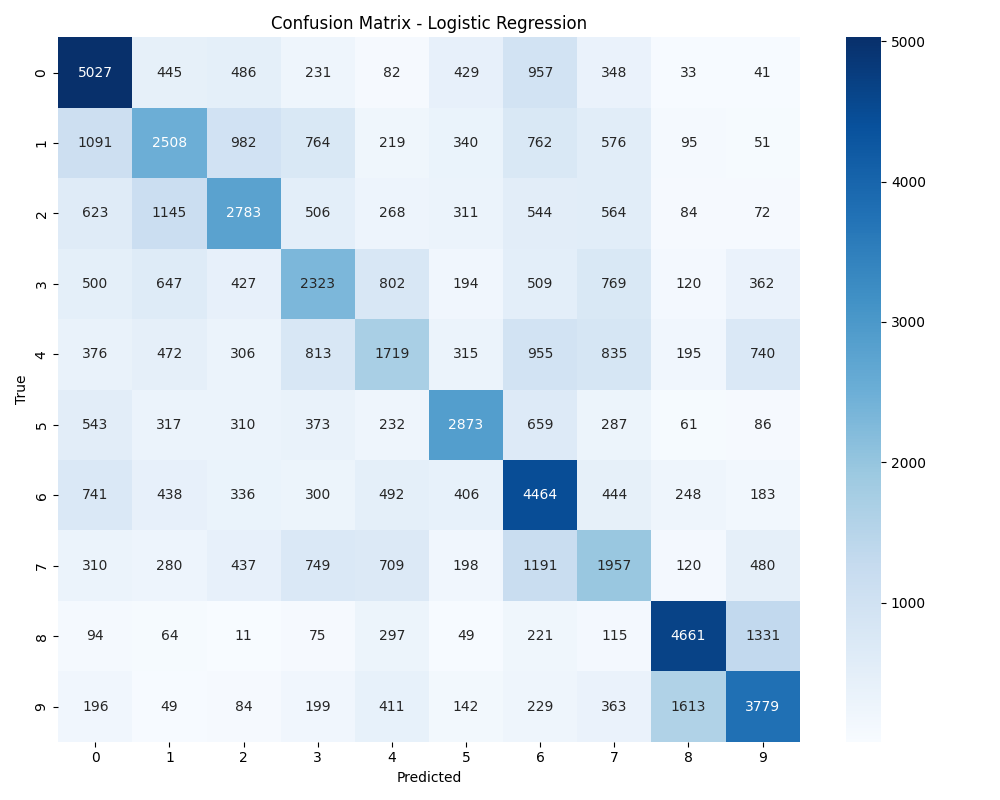 Confusion Matrix - Logistic Regression
0 5027 445 486 231 82 429 957 348 33 41
1 1091 2508 982 764 219 340 762 576 95 51
2 623 1145 2783 506 268 311 544 564 84 72
3 500 647 427 2323 802 194 509 769 120 362
4 376 472 306 813 1719 315 955 835 195 740
5 543 317 310 373 232 2873 659 287 61 86
6 741 438 336 300 492 406 4464 444 248 183
7 310 280 437 749 709 198 1191 1957 120 480
8 94 64 11 75 297 49 221 115 4661 1331
9 196 49 84 199 411 142 229 363 1613 3779
0 1 2 3 4 5 6 7 8 9
Predicted
True
5000
4000
3000
2000
1000